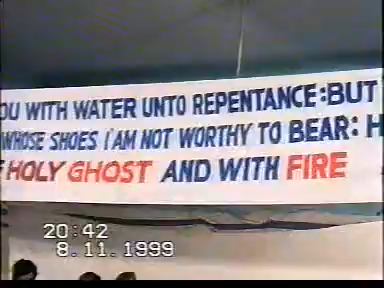 OU WITH WATER UNTO REPENTANCE: BUT
WHOSE SHOES I AM NOT WORTHY TO BEAR: H
HOLY GHOST AND WITH FIRE
20:42
8.11.1999